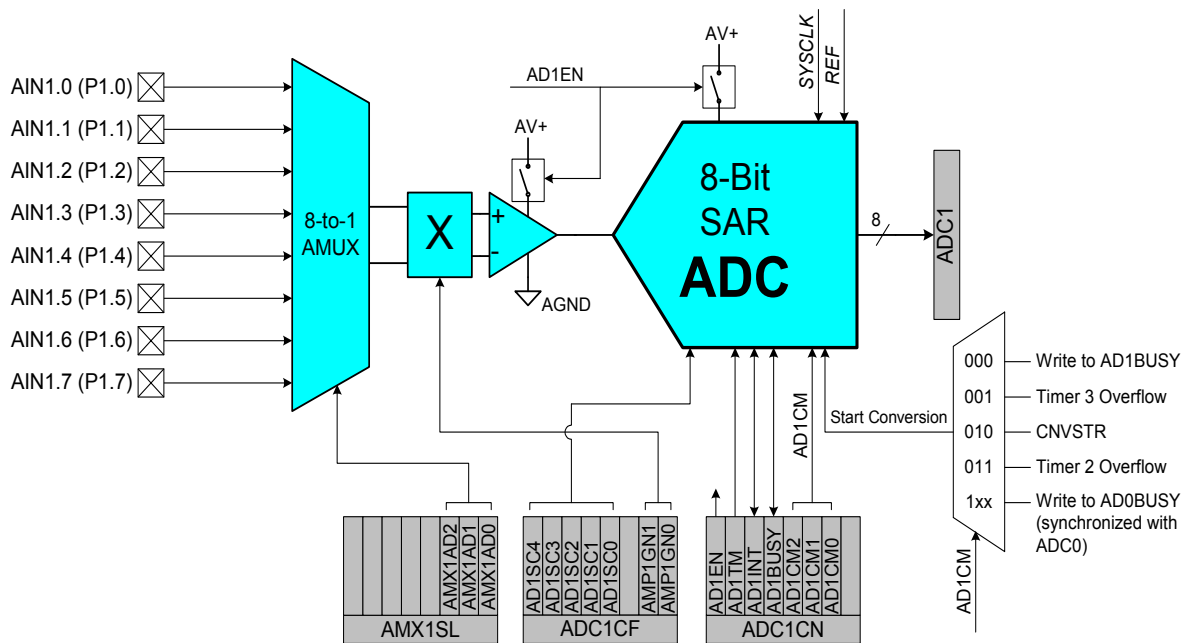 AV+
SYSCLK
REF
AIN1.0 (P1.0)
AD1EN
AIN1.1 (P1.1)
AV+
AIN1.2 (P1.2)
AIN1.3 (P1.3)
AIN1.4 (P1.4)
AIN1.5 (P1.5)
AIN1.6 (P1.6)
AIN1.7 (P1.7)
8-to-1
AMUX
X
+
-
AGND
8-Bit
SAR
ADC
8
ADC1
000
Write to AD1BUSY
001
Timer 3 Overflow
010
CNVSTR
011
Timer 2 Overflow
1xx
Write to AD0BUSY
(synchronized with
ADC0)
Start Conversion
AD1CM
AD1CM
AMX1AD2
AMX1AD1
AMX1AD0
AMX1SL
AD1SC4
AD1SC3
AD1SC2
AD1SC1
AD1SC0
AMP1GN1
AMP1GN0
ADC1CF
AD1EN
AD1TM
AD1INT
AD1BUSY
AD1CM2
AD1CM1
AD1CM0
ADC1CN